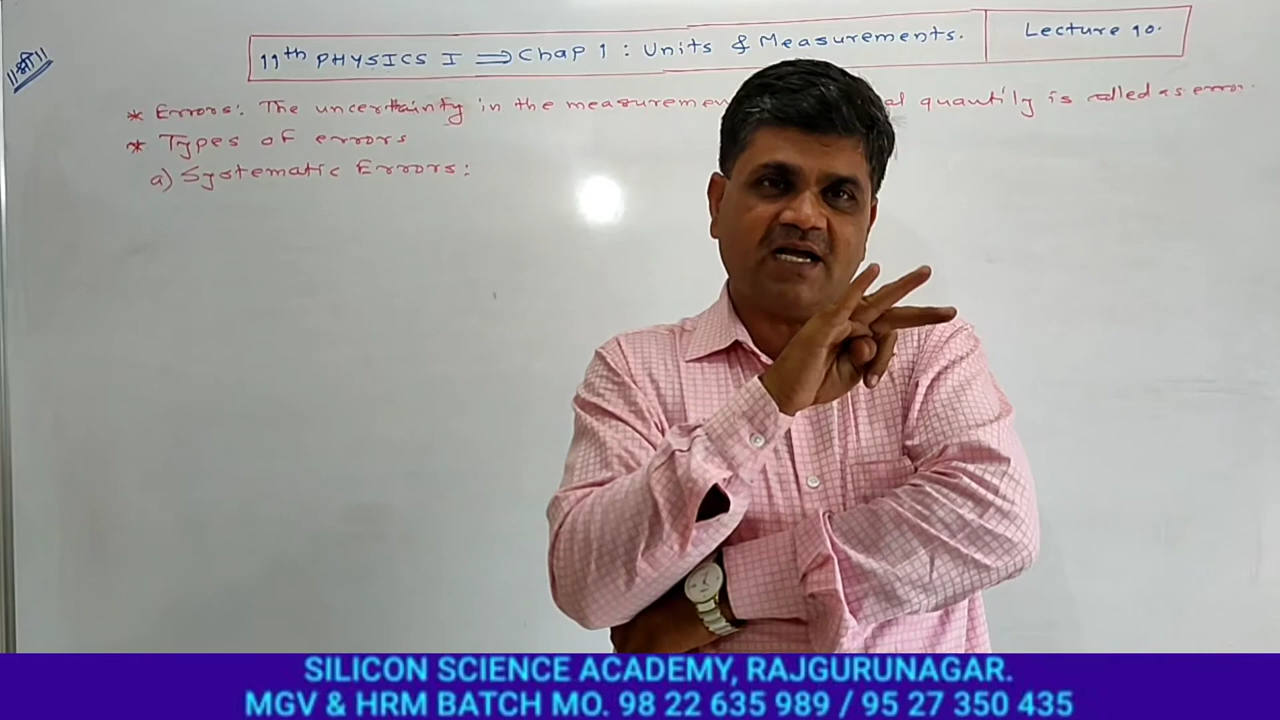 ॥श्री॥
11th PHYSICS I ⟹ Chap 1 : Units & Measurements.
Lecture 10.
* Errors: The uncertainty in the measuremen al quantity is called as error.
* Types of errors
a) Systematic Errors:
SILICON SCIENCE ACADEMY, RAJGURUNAGAR.
MGV & HRM BATCH MO. 98 22 635 989 / 95 27 350 435